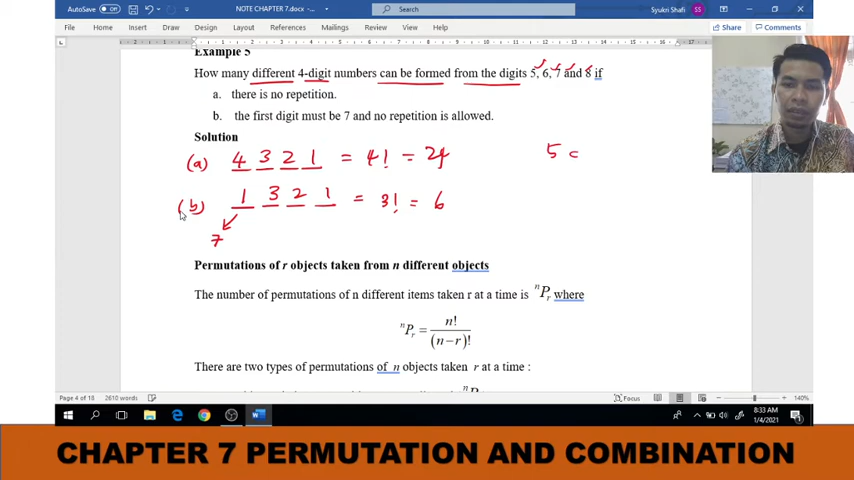 NOTE CHAPTER 7.docx
Search
Syukri Shafi
SS
AutoSave Off
File Home Insert Draw Design Layout References Mailings Review View Help
Share Comments
Example 5
How many different 4-digit numbers can be formed from the digits 5, 6, 7 and 8 if
a. there is no repetition.
b. the first digit must be 7 and no repetition is allowed.
Solution
(a) 4 3 2 1 = 4! = 24
5
(b) 1 3 2 1 = 3! = 6
7
Permutations of r objects taken from n different objects
The number of permutations of n different items taken r at a time is nPr where
nPr = n! / (n−r)!
There are two types of permutations of n objects taken r at a time :
Page 4 of 18 2610 words Focus 140%
8:33 AM
1/4/2021
CHAPTER 7 PERMUTATION AND COMBINATION